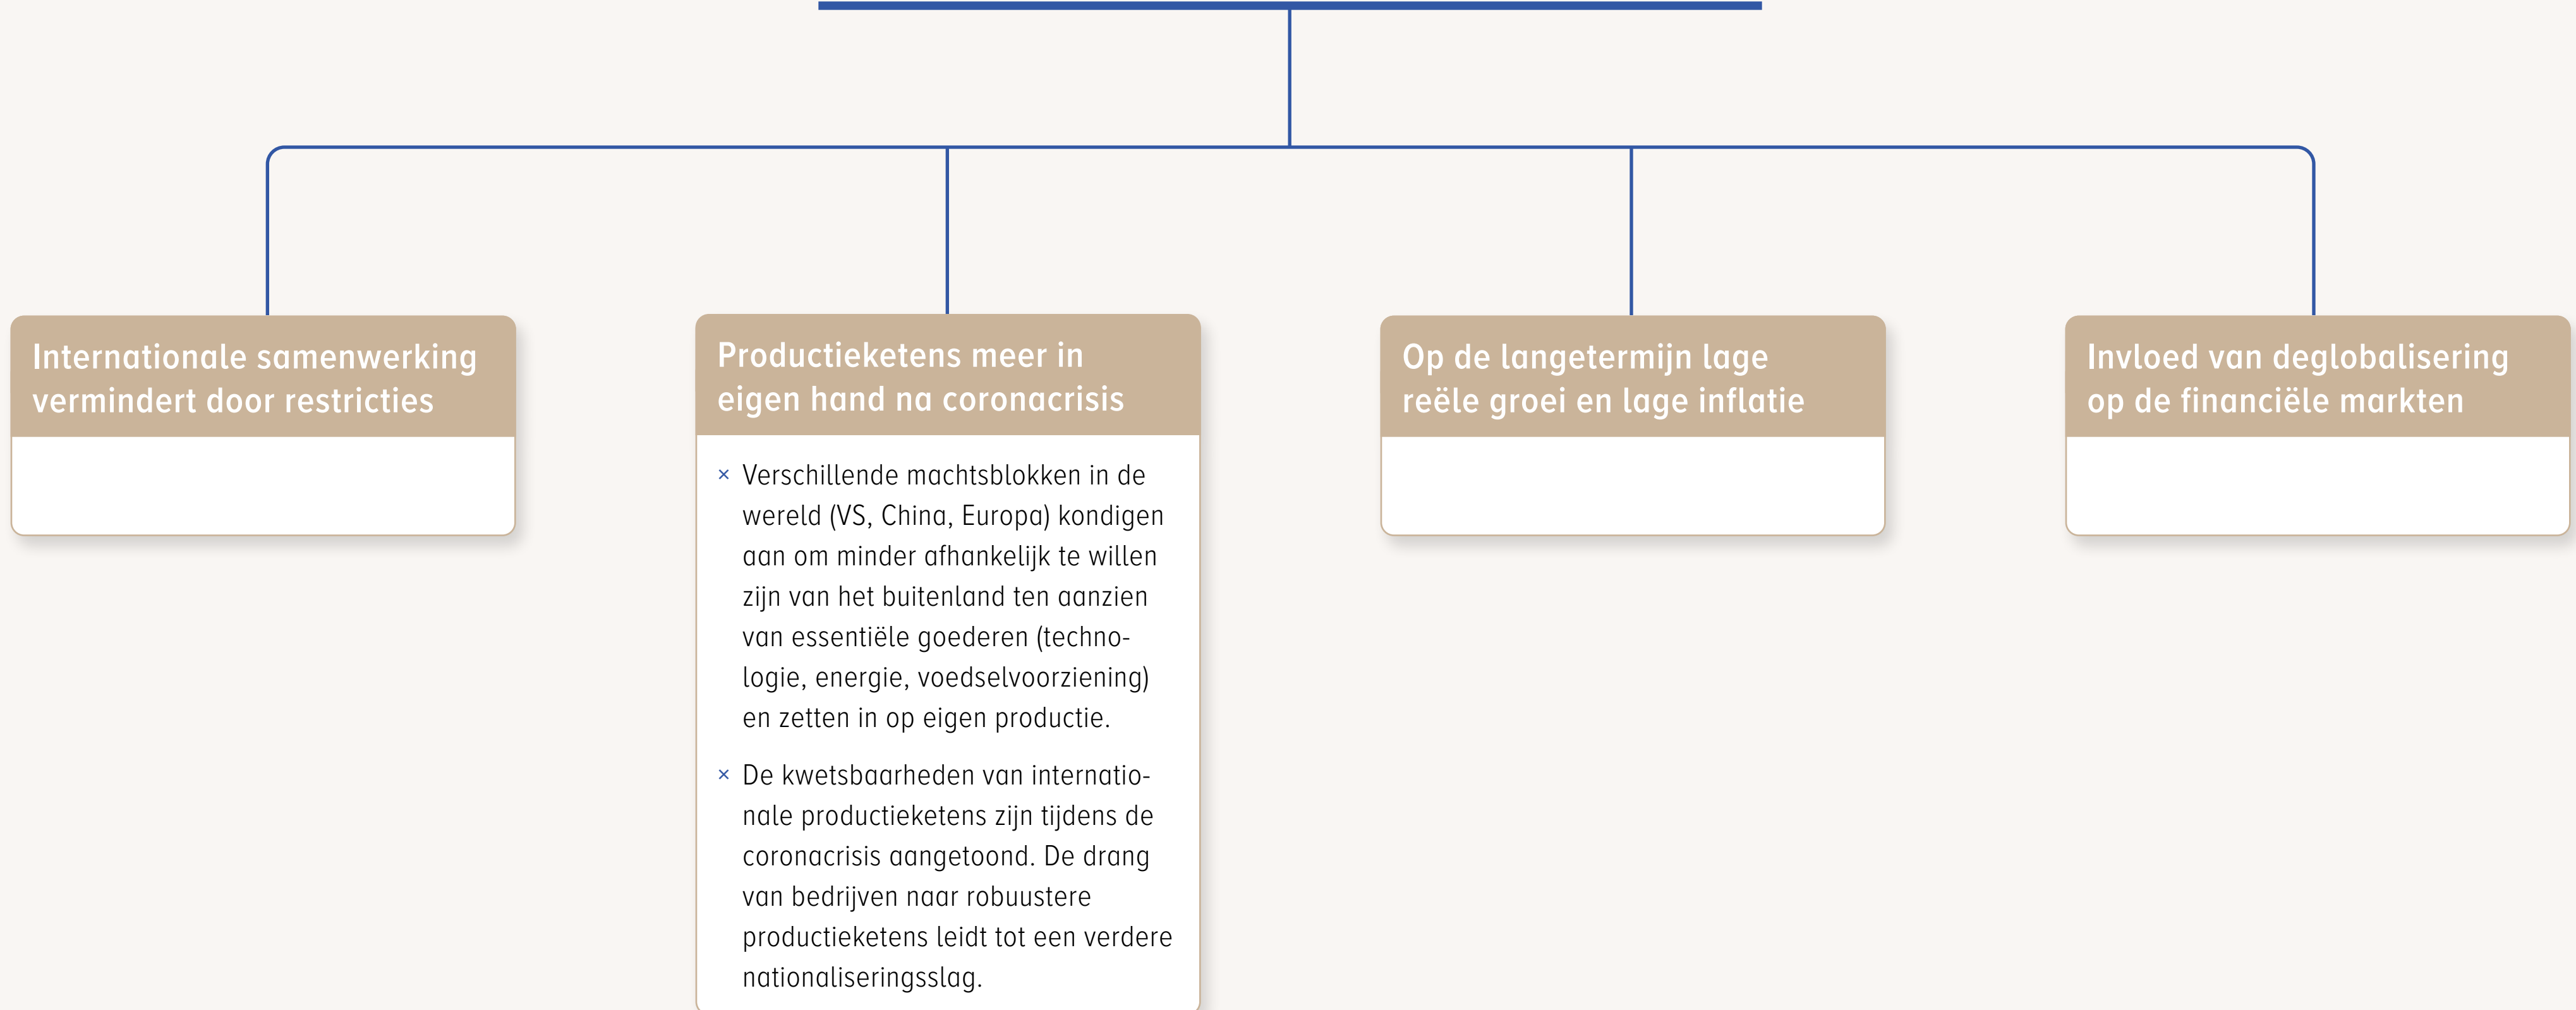 Internationale samenwerking
vermindert door restricties
Productieketens meer in
eigen hand na coronacrisis
× Verschillende machtsblokken in de
wereld (VS, China, Europa) kondigen
aan om minder afhankelijk te willen
zijn van het buitenland ten aanzien
van essentiële goederen (techno-
logie, energie, voedselvoorziening)
en zetten in op eigen productie.
× De kwetsbaarheden van internatio-
nale productieketens zijn tijdens de
coronacrisis aangetoond. De drang
van bedrijven naar robuustere
productieketens leidt tot een verdere
nationaliseringsslag.
Op de langetermijn lage
reële groei en lage inflatie
Invloed van deglobalisering
op de financiële markten